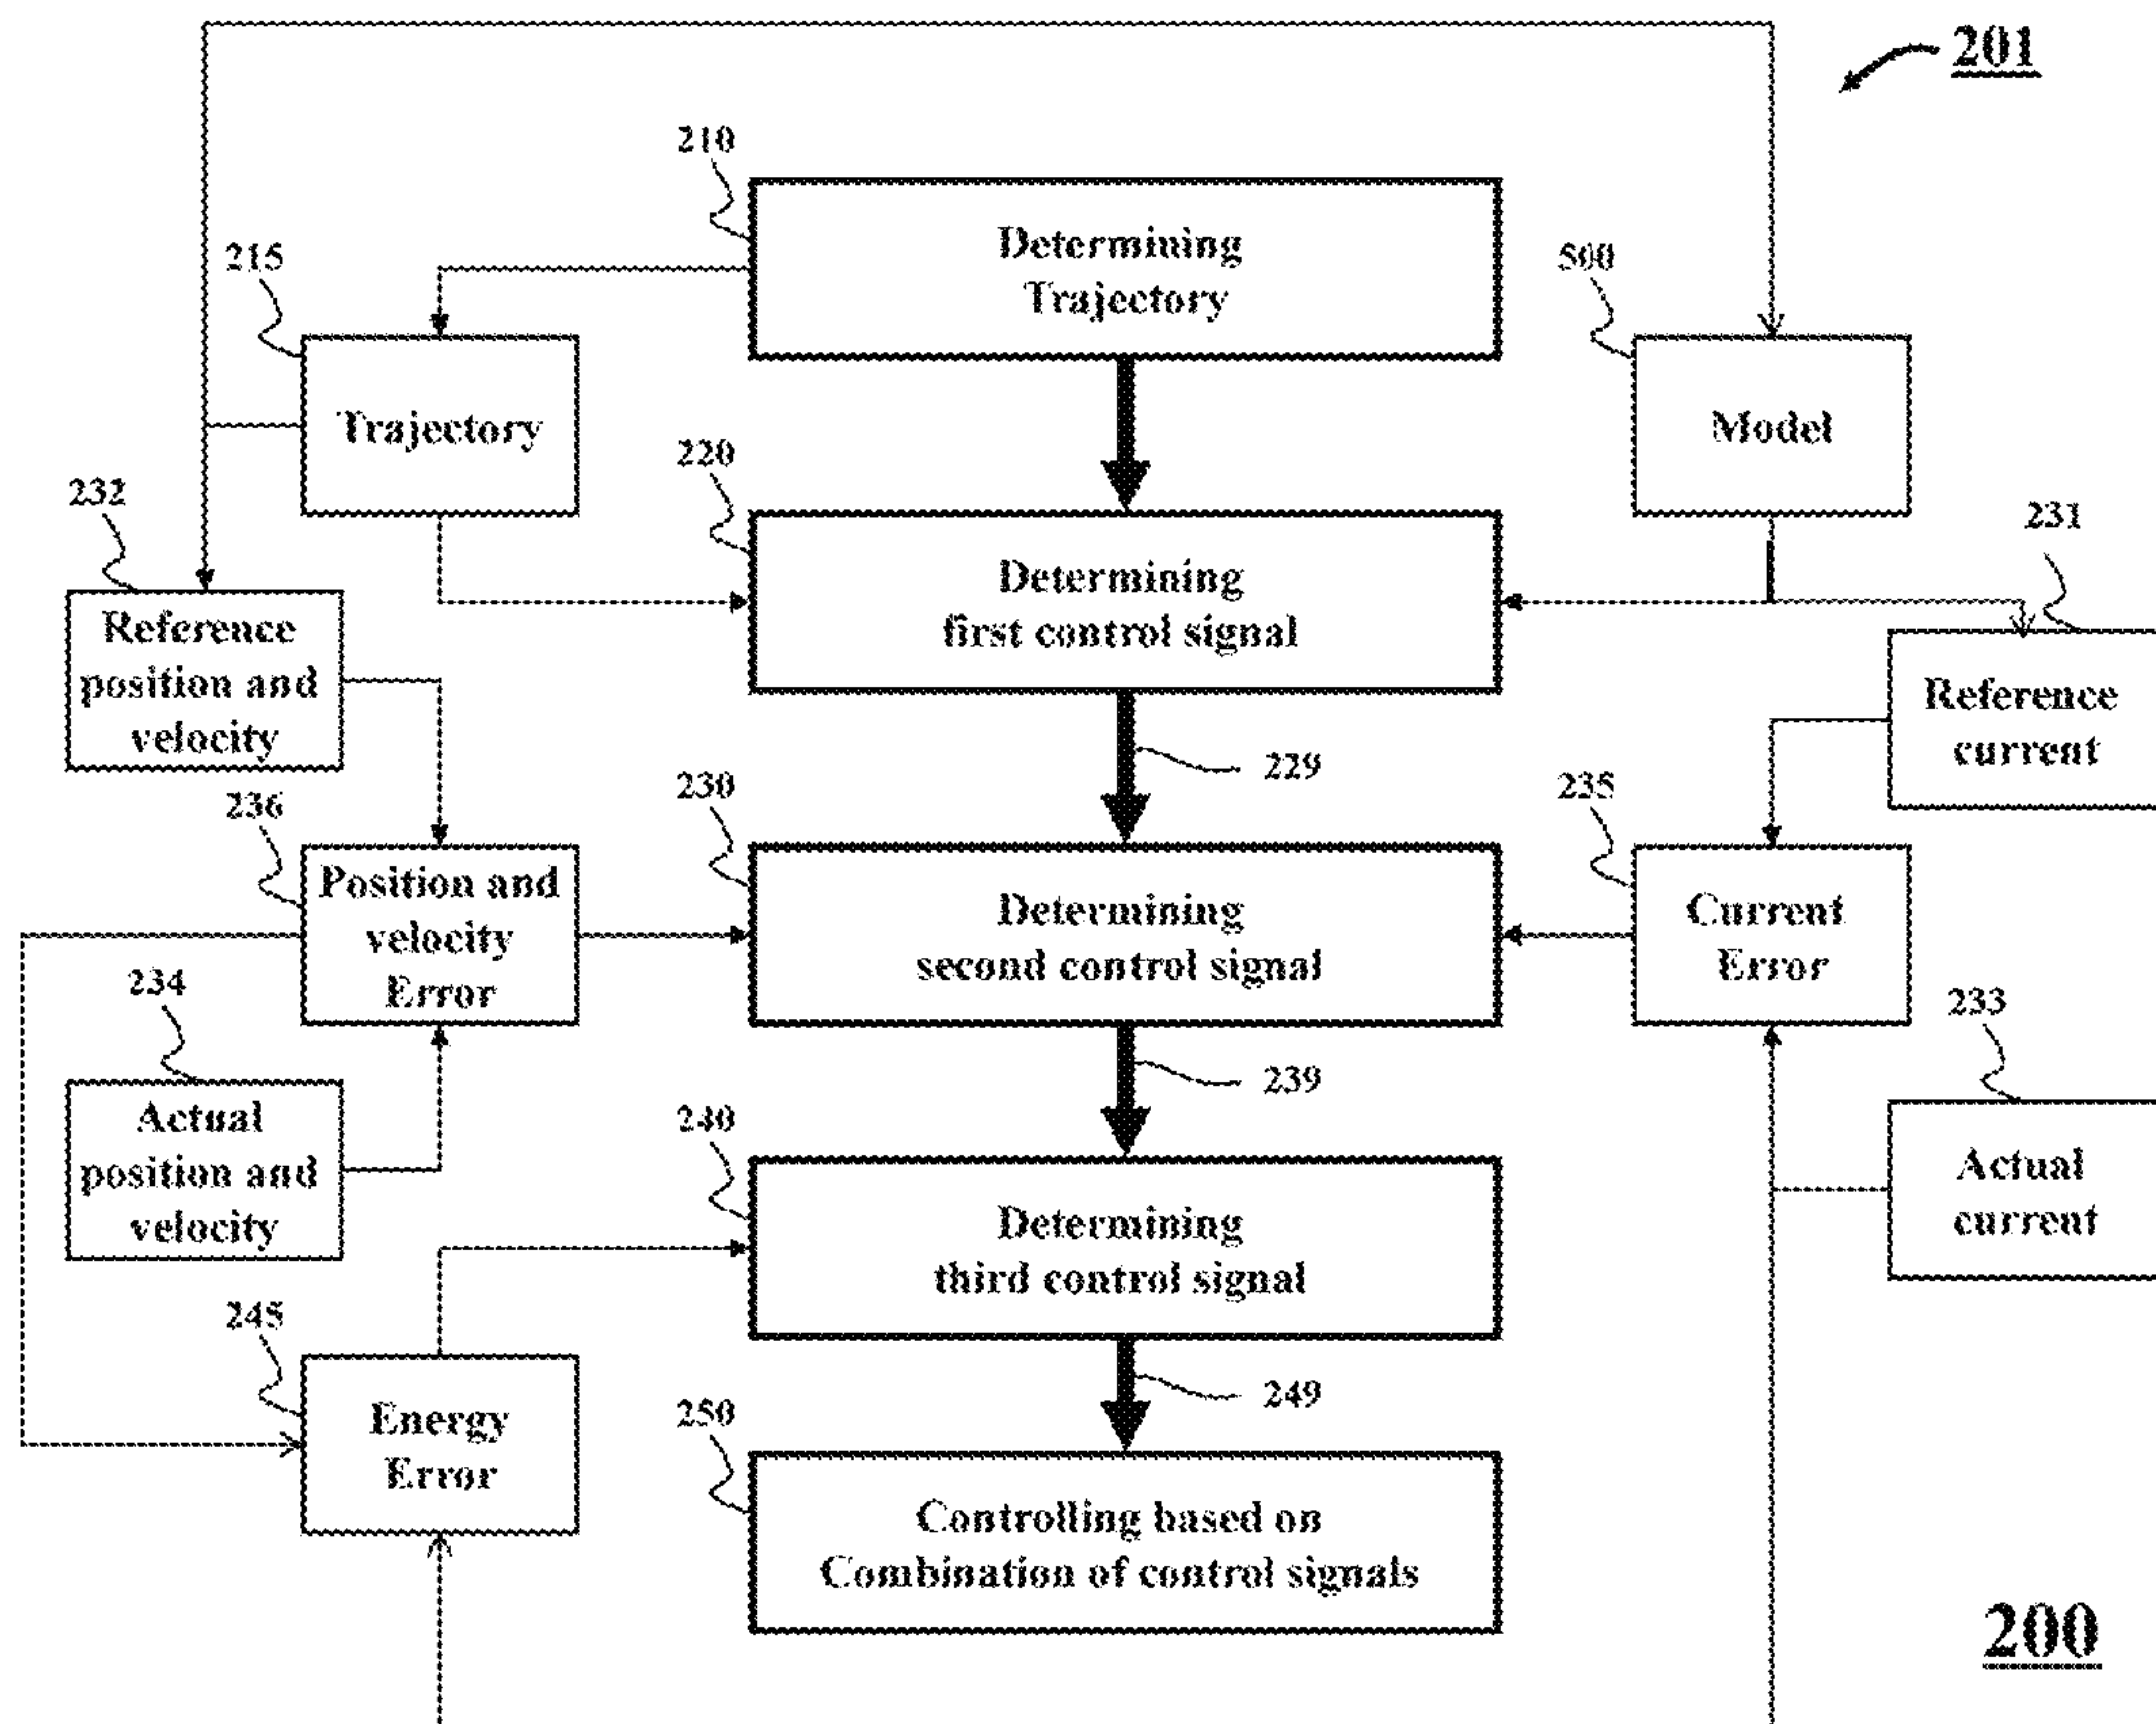 201
210
Determining
Trajectory
215
Trajectory
500
Model
220
Determining
first control signal
232
Reference
position and
velocity
231
Reference
current
229
236
Position and
velocity
Error
230
Determining
second control signal
235
Current
Error
234
Actual
position and
velocity
239
233
Actual
current
240
Determining
third control signal
245
Energy
Error
249
250
Controlling based on
Combination of control signals
200